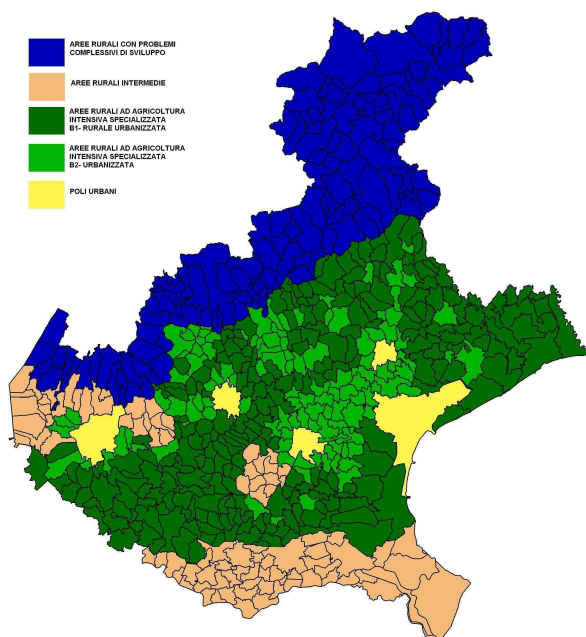 AREE RURALI CON PROBLEMI
COMPLESSIVI DI SVILUPPO
AREE RURALI INTERMEDIE
AREE RURALI AD AGRICOLTURA
INTENSIVA SPECIALIZZATA
B1- RURALE URBANIZZATA
AREE RURALI AD AGRICOLTURA
INTENSIVA SPECIALIZZATA
B2- URBANIZZATA
POLI URBANI